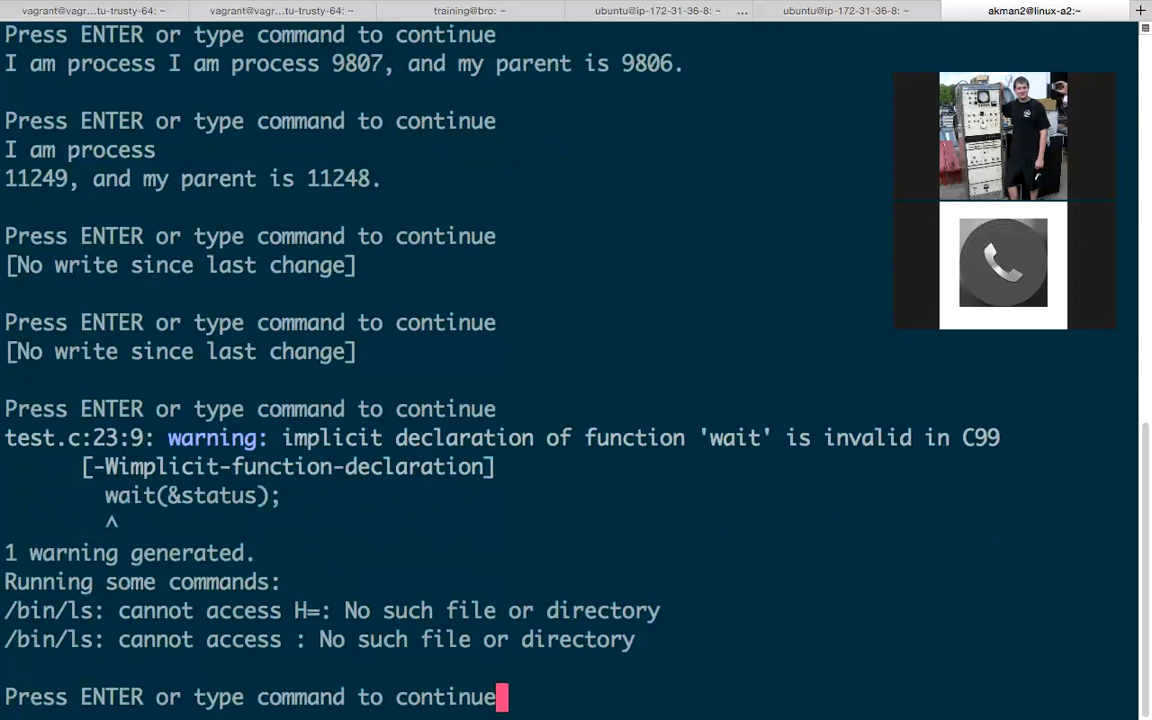 vagrant@vagr...tu-trusty-64: ~
vagrant@vagr...tu-trusty-64: ~
training@bro: ~
ubuntu@ip-172-31-36-8: ~
...
ubuntu@ip-172-31-36-8: ~
akman2@linux-a2:~
Press ENTER or type command to continue
I am process I am process 9807, and my parent is 9806.
Press ENTER or type command to continue
I am process
11249, and my parent is 11248.
Press ENTER or type command to continue
[No write since last change]
Press ENTER or type command to continue
[No write since last change]
Press ENTER or type command to continue
test.c:23:9: warning: implicit declaration of function 'wait' is invalid in C99
[-Wimplicit-function-declaration]
wait(&status);
^
1 warning generated.
Running some commands:
/bin/ls: cannot access H=: No such file or directory
/bin/ls: cannot access : No such file or directory
Press ENTER or type command to continue